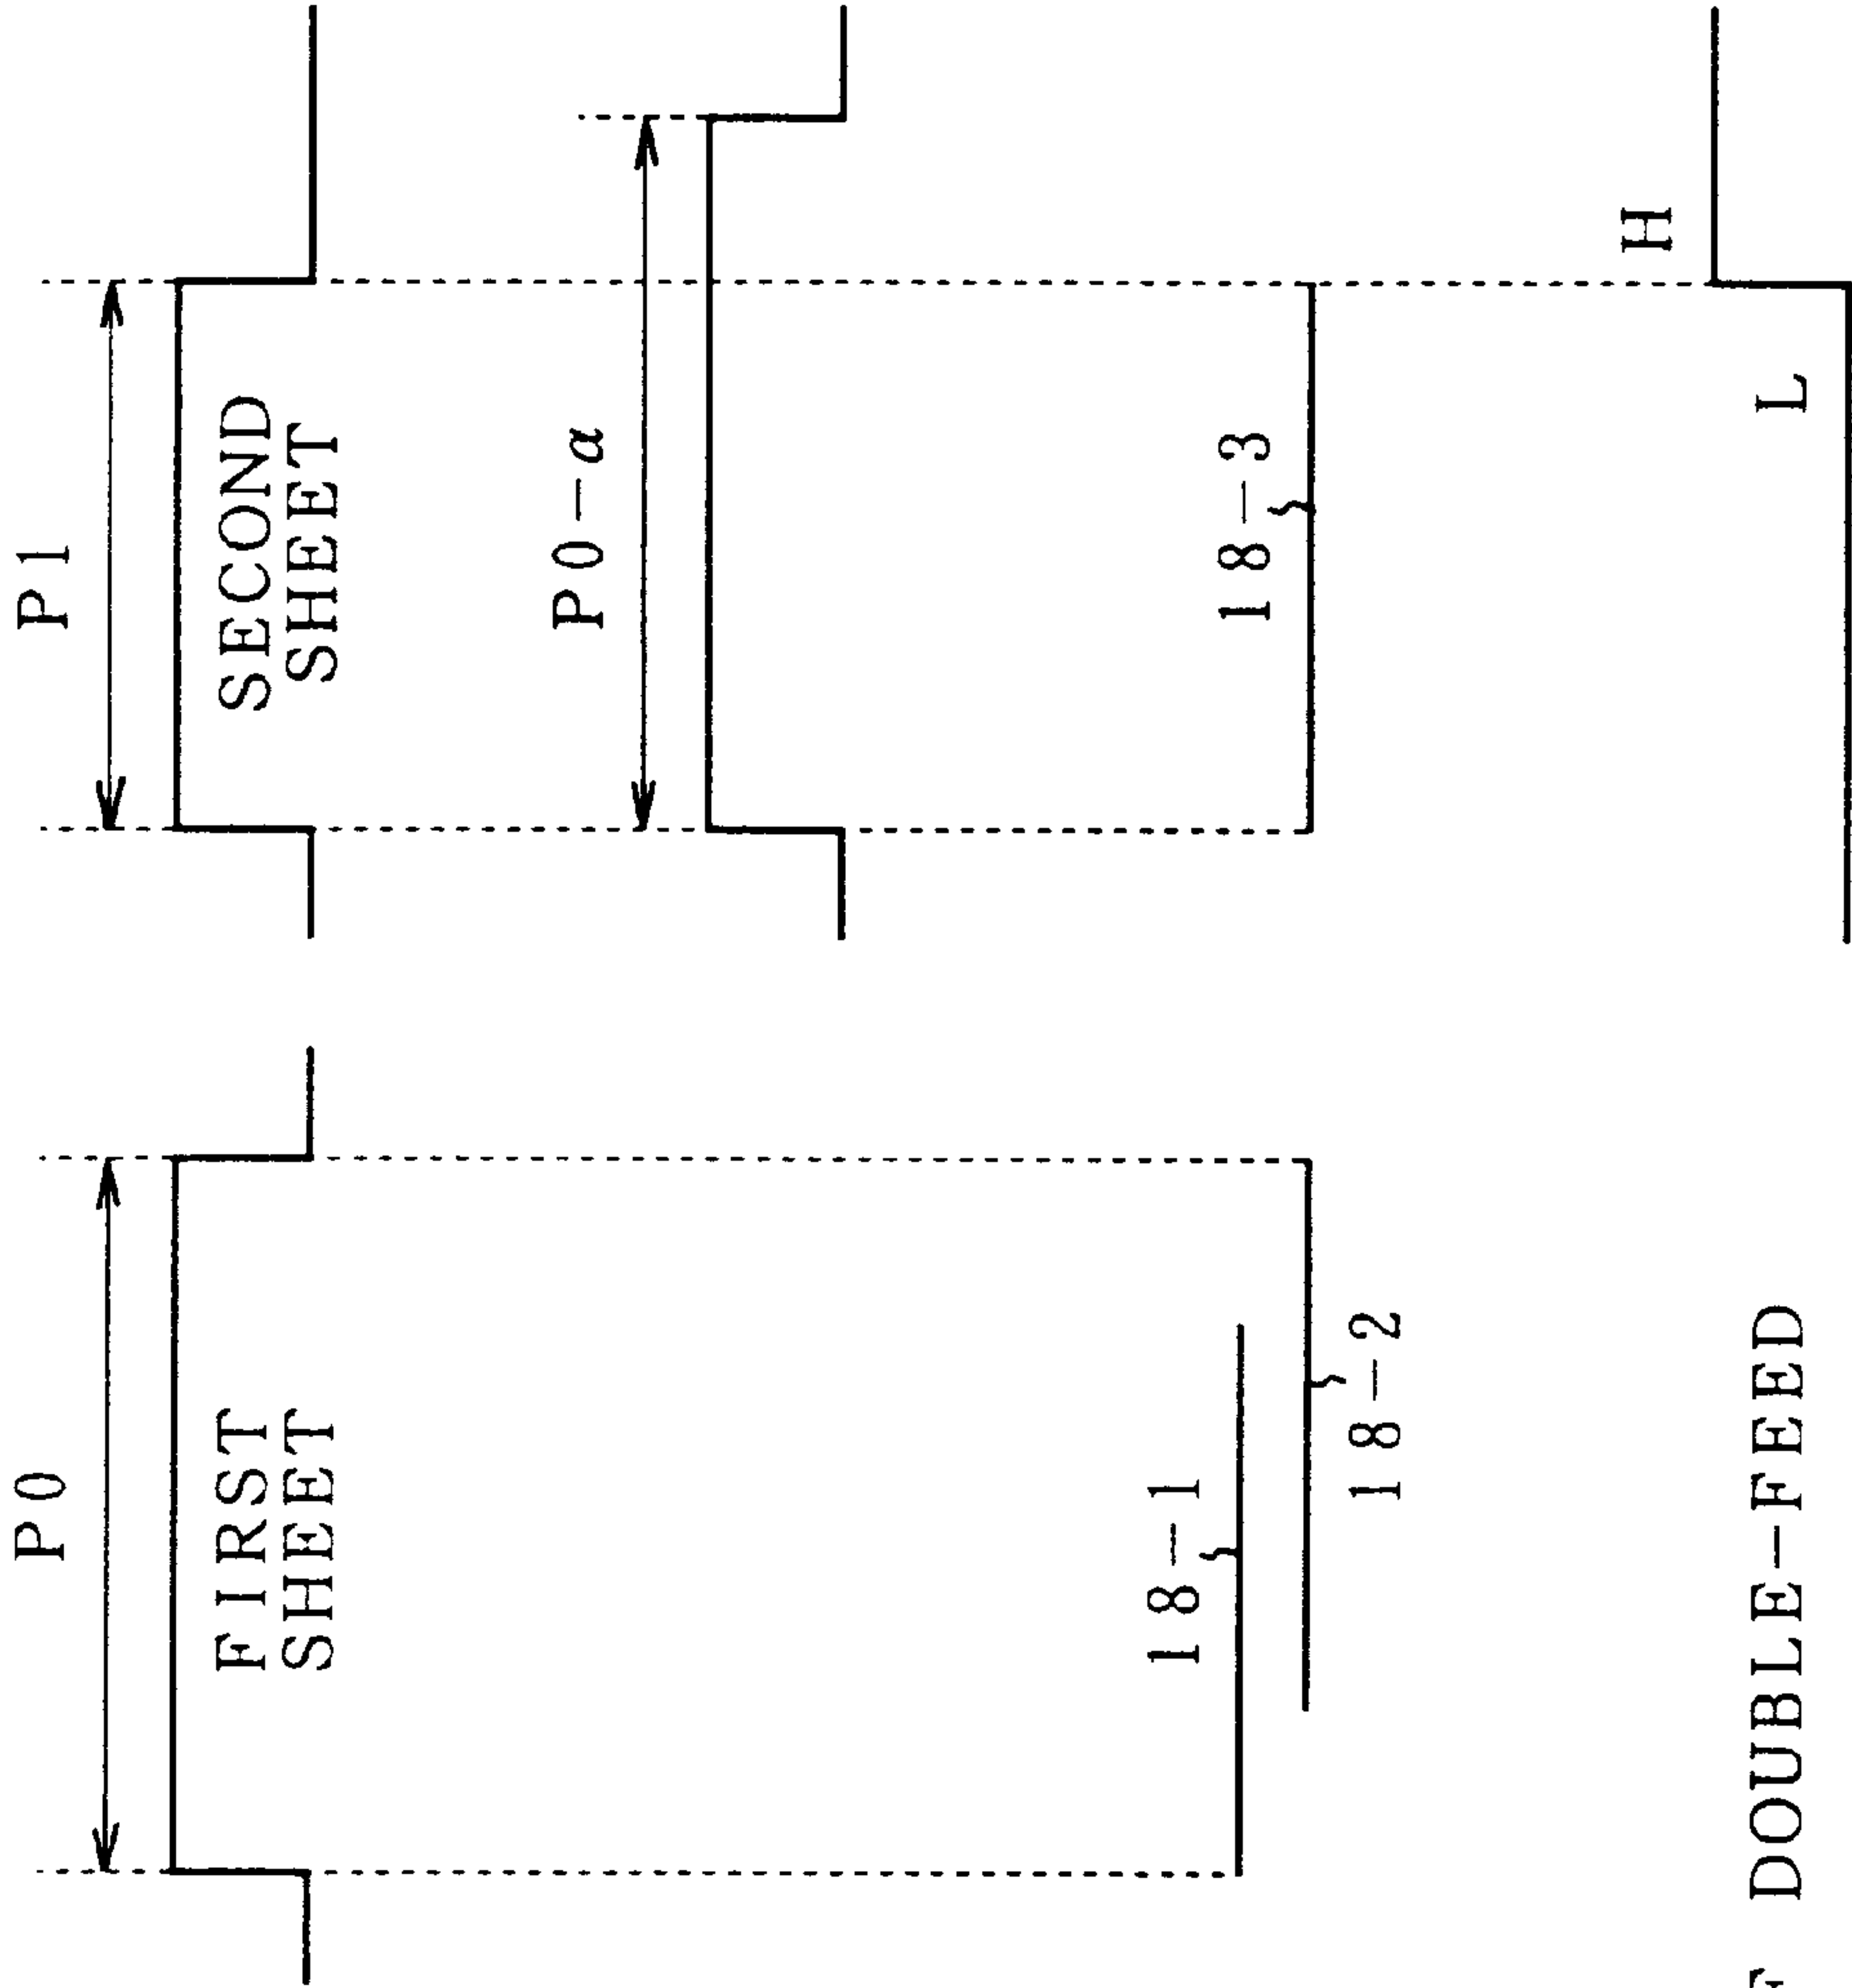 P0
P1
FIRST
SHEET
SECOND
SHEET
P0-α
18-1
18-3
18-2
H
DOUBLE-FEED
L